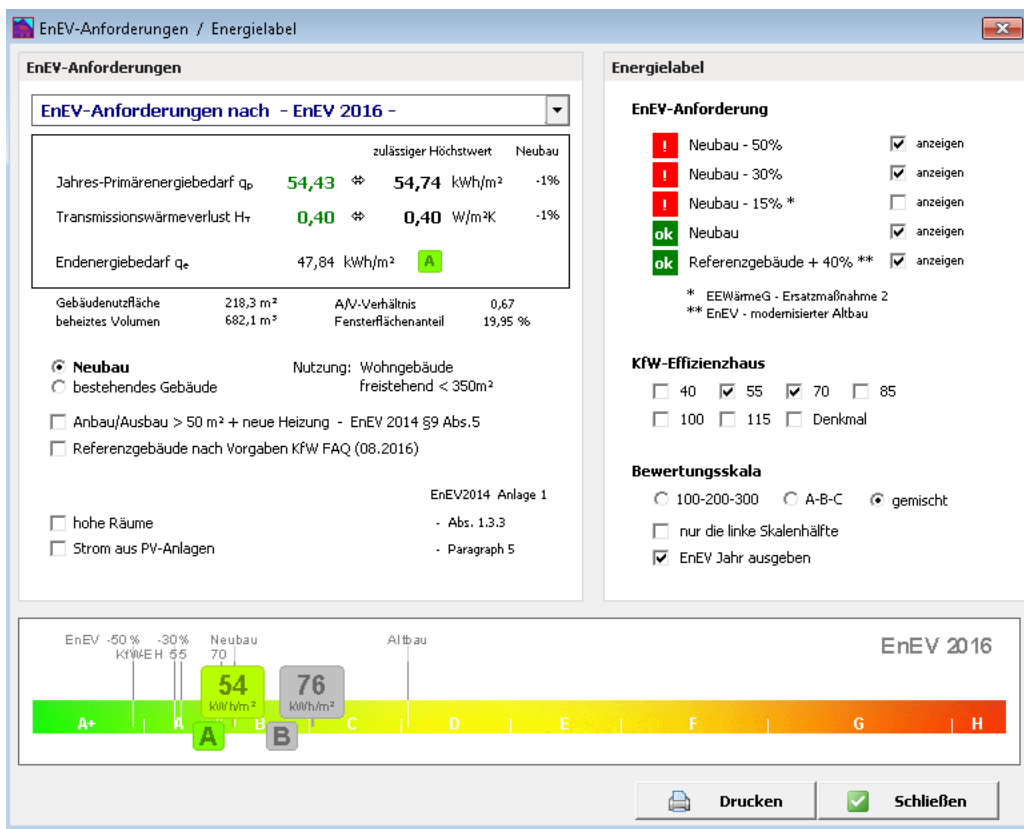 EnEV-Anforderungen / Energielabel
EnEV-Anforderungen
EnEV-Anforderungen nach - EnEV 2016 -
zulässiger Höchstwert Neubau
Jahres-Primärenergiebedarf qp 54,43 ⇔ 54,74 kWh/m² -1%
Transmissionswärmeverlust HT 0,40 ⇔ 0,40 W/m²K -1%
Endenergiebedarf qe 47,84 kWh/m² A
Gebäudenutzfläche 218,3 m² A/V-Verhältnis 0,67
beheiztes Volumen 682,1 m³ Fensterflächenanteil 19,95 %
Neubau Nutzung: Wohngebäude
bestehendes Gebäude freistehend < 350m²
Anbau/Ausbau > 50 m² + neue Heizung - EnEV 2014 §9 Abs.5
Referenzgebäude nach Vorgaben KfW FAQ (08.2016)
EnEV2014 Anlage 1
hohe Räume - Abs. 1.3.3
Strom aus PV-Anlagen - Paragraph 5
Energielabel
EnEV-Anforderung
! Neubau - 50% anzeigen
! Neubau - 30% anzeigen
! Neubau - 15% * anzeigen
ok Neubau anzeigen
ok Referenzgebäude + 40% ** anzeigen
* EEWärmeG - Ersatzmaßnahme 2
** EnEV - modernisierter Altbau
KfW-Effizienzhaus
40 55 70 85
100 115 Denkmal
Bewertungsskala
100-200-300 A-B-C gemischt
nur die linke Skalenhälfte
EnEV Jahr ausgeben
EnEV -50% -30% Neubau Altbau EnEV 2016
KfW-EH 55 70
54 76
kWh/m² kWh/m²
A+ A B C D E F G H
A B
Drucken Schließen